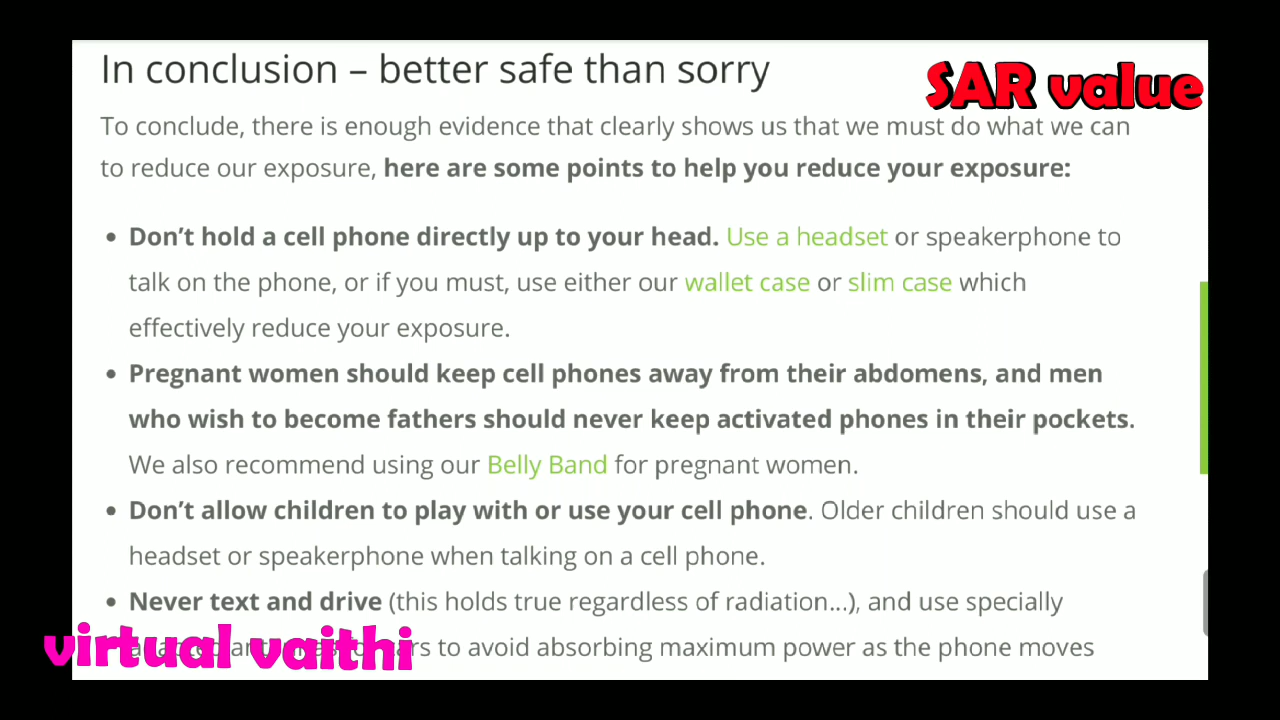 In conclusion – better safe than sorry
SAR value
To conclude, there is enough evidence that clearly shows us that we must do what we can
to reduce our exposure, here are some points to help you reduce your exposure:
• Don’t hold a cell phone directly up to your head. Use a headset or speakerphone to
talk on the phone, or if you must, use either our wallet case or slim case which
effectively reduce your exposure.
• Pregnant women should keep cell phones away from their abdomens, and men
who wish to become fathers should never keep activated phones in their pockets.
We also recommend using our Belly Band for pregnant women.
• Don’t allow children to play with or use your cell phone. Older children should use a
headset or speakerphone when talking on a cell phone.
• Never text and drive (this holds true regardless of radiation...), and use specially
to avoid absorbing maximum power as the phone moves
virtual vaithi